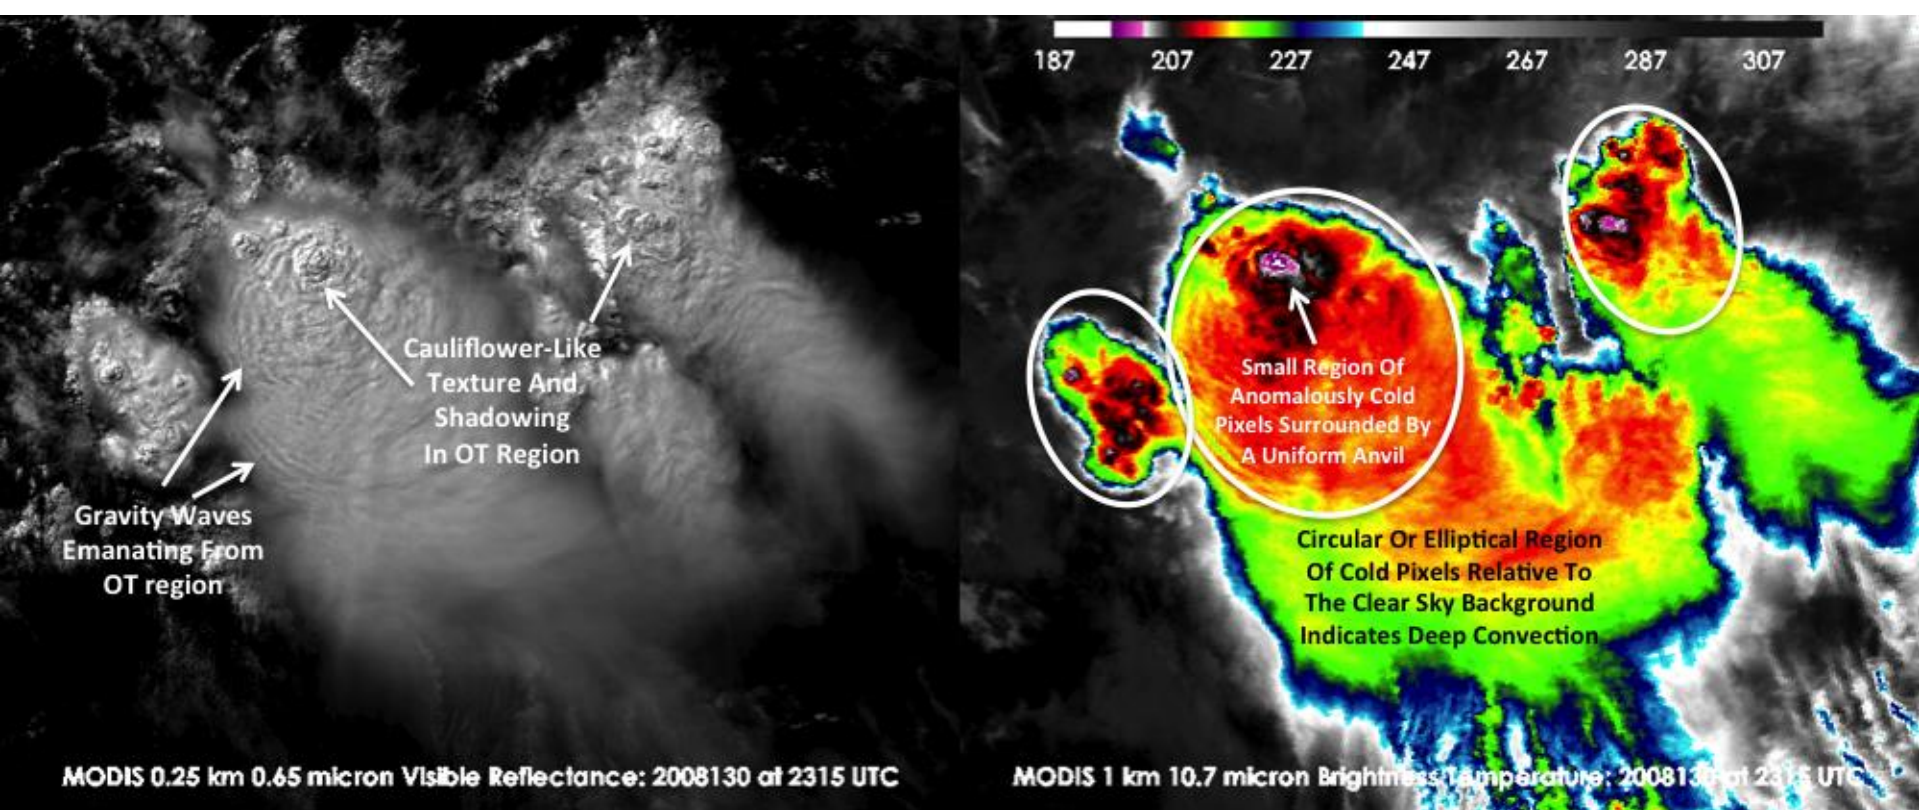 187 207 227 247 267 287 307
Cauliflower-Like
Texture And
Shadowing
In OT Region
Gravity Waves
Emanating From
OT region
Small Region Of
Anomalously Cold
Pixels Surrounded By
A Uniform Anvil
Circular Or Elliptical Region
Of Cold Pixels Relative To
The Clear Sky Background
Indicates Deep Convection
MODIS 0.25 km 0.65 micron Visible Reflectance: 2008130 at 2315 UTC
MODIS 1 km 10.7 micron Brightness Temperature: 2008130 at 2315 UTC